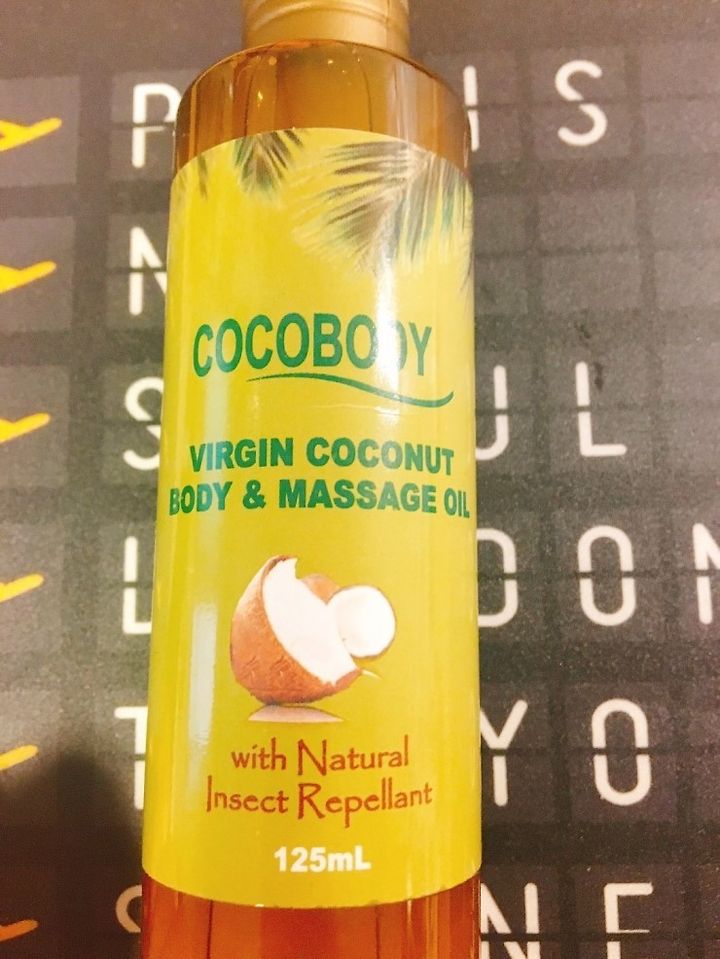 COCOBODY
VIRGIN COCONUT
BODY & MASSAGE OIL
with Natural
Insect Repellant
125mL